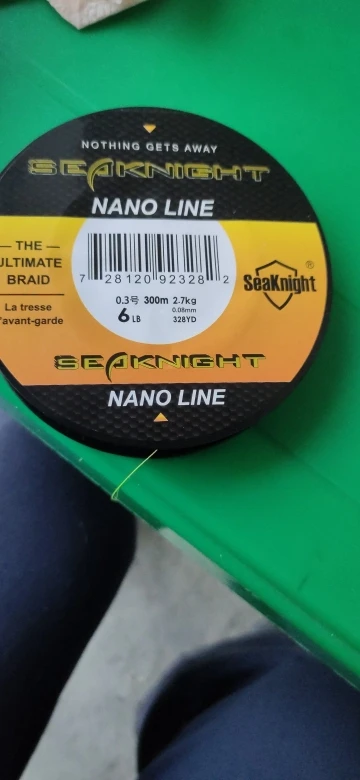 NOTHING GETS AWAY
SEAKNIGHT
NANO LINE
THE
ULTIMATE
BRAID
La tresse
d'avant-garde
7 28120 92328 2
0.3号 300m 2.7kg
0.08mm
6 LB 328YD
SeaKnight®
SEAKNIGHT
NANO LINE